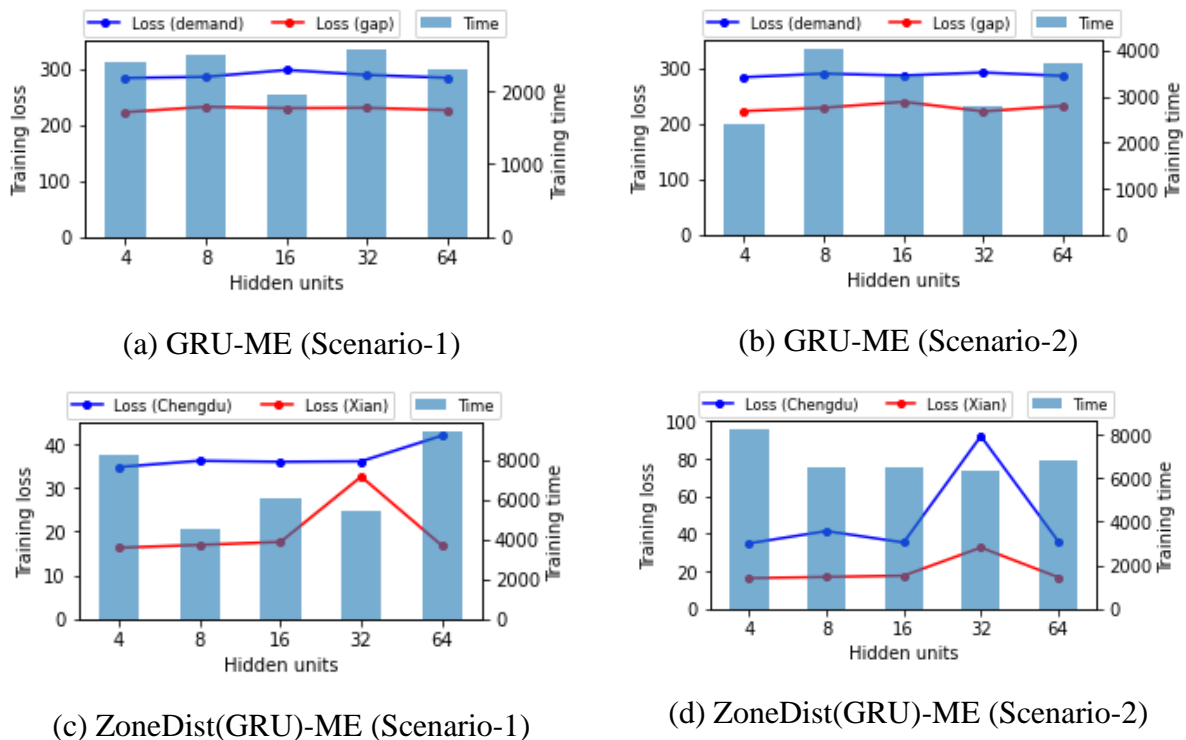 Loss (demand) Loss (gap) Time
Training loss
300
200
100
0
2000
1000
0
Training time
4 8 16 32 64
Hidden units
(a) GRU-ME (Scenario-1)
Loss (demand) Loss (gap) Time
Training loss
300
200
100
0
4000
3000
2000
1000
0
Training time
4 8 16 32 64
Hidden units
(b) GRU-ME (Scenario-2)
Loss (Chengdu) Loss (Xian) Time
Training loss
40
30
20
10
0
8000
6000
4000
2000
0
Training time
4 8 16 32 64
Hidden units
(c) ZoneDist(GRU)-ME (Scenario-1)
Loss (Chengdu) Loss (Xian) Time
Training loss
100
80
60
40
20
0
8000
6000
4000
2000
0
Training time
4 8 16 32 64
Hidden units
(d) ZoneDist(GRU)-ME (Scenario-2)